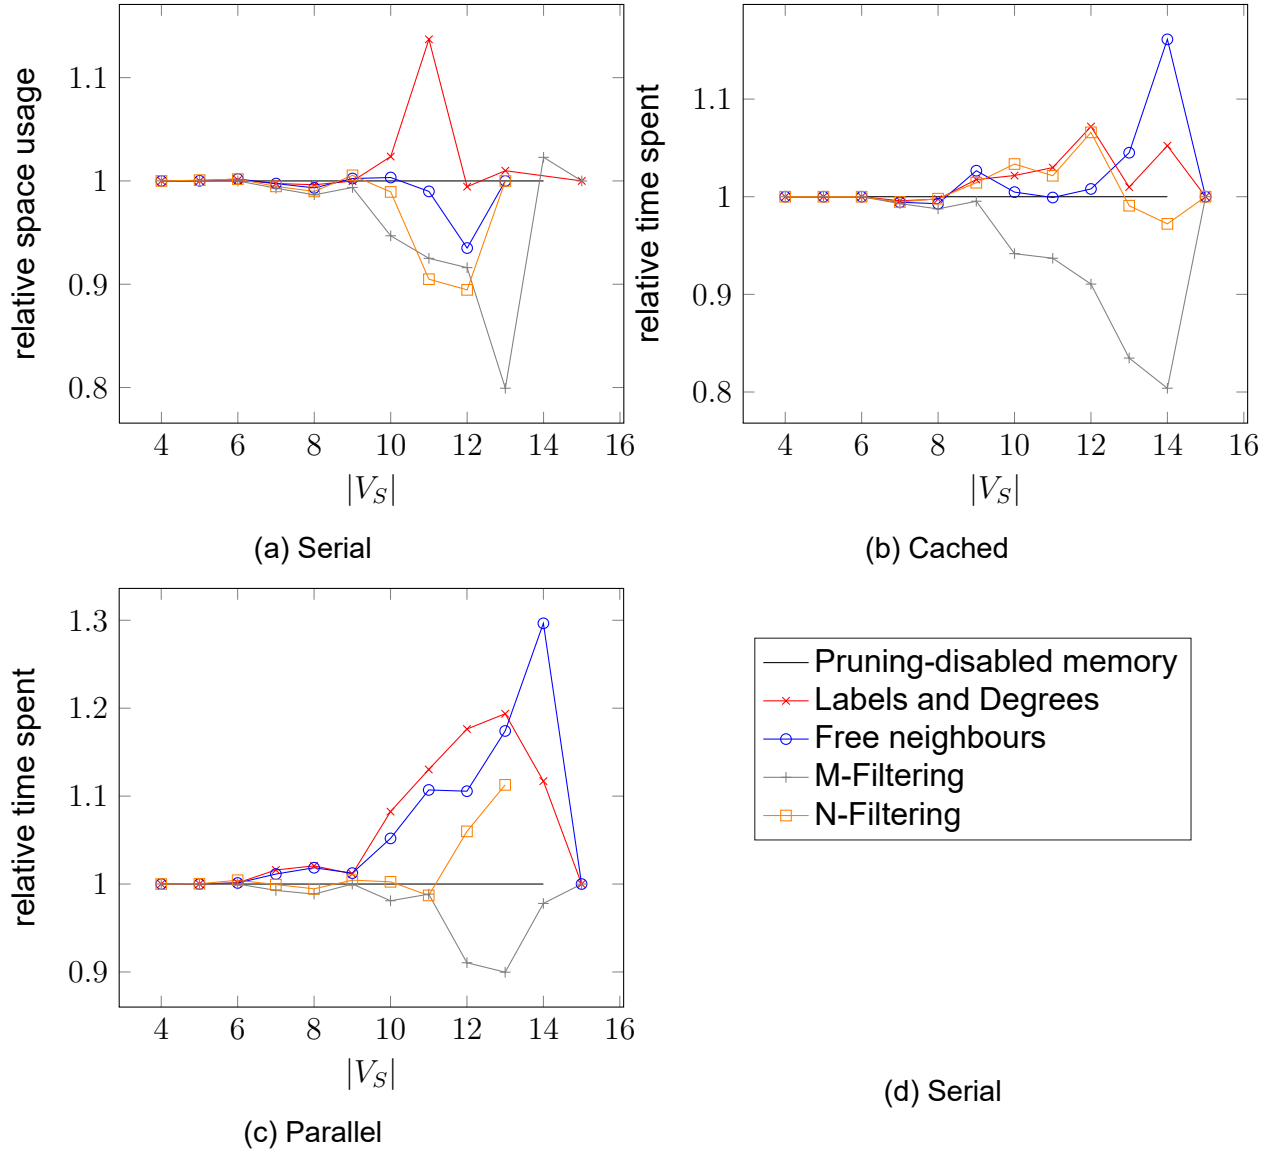 relative space usage
1.1
1
0.9
0.8
4 6 8 10 12 14 16
|V_S|
(a) Serial
relative time spent
1.1
1
0.9
0.8
4 6 8 10 12 14 16
|V_S|
(b) Cached
relative time spent
1.3
1.2
1.1
1
0.9
4 6 8 10 12 14 16
|V_S|
(c) Parallel
Pruning-disabled memory
Labels and Degrees
Free neighbours
M-Filtering
N-Filtering
(d) Serial